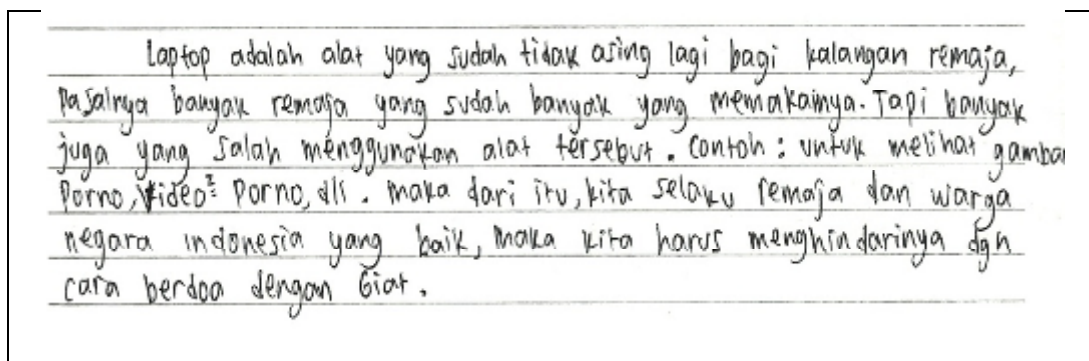 Laptop adalah alat yang sudah tidak asing lagi bagi kalangan remaja,
Pasalnya banyak remaja yang sudah banyak yang memakainya. Tapi banyak
juga yang salah menggunakan alat tersebut. Contoh : untuk melihat gambar
Porno, Video² Porno, dll. Maka dari itu, kita selaku remaja dan warga
negara indonesia yang baik, maka kita harus menghindarinya dgn
cara berdoa dengan Giat.